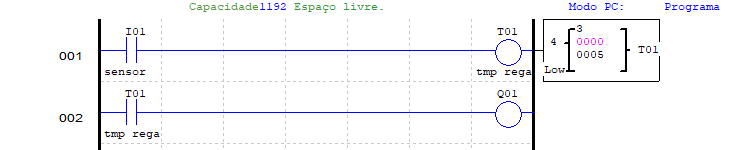 Capacidade1192 Espaço livre.
Modo PC: Programa
I01
T01
3
4 0000
0005
T01
Low
001
sensor
tmp rega
T01
Q01
002
tmp rega